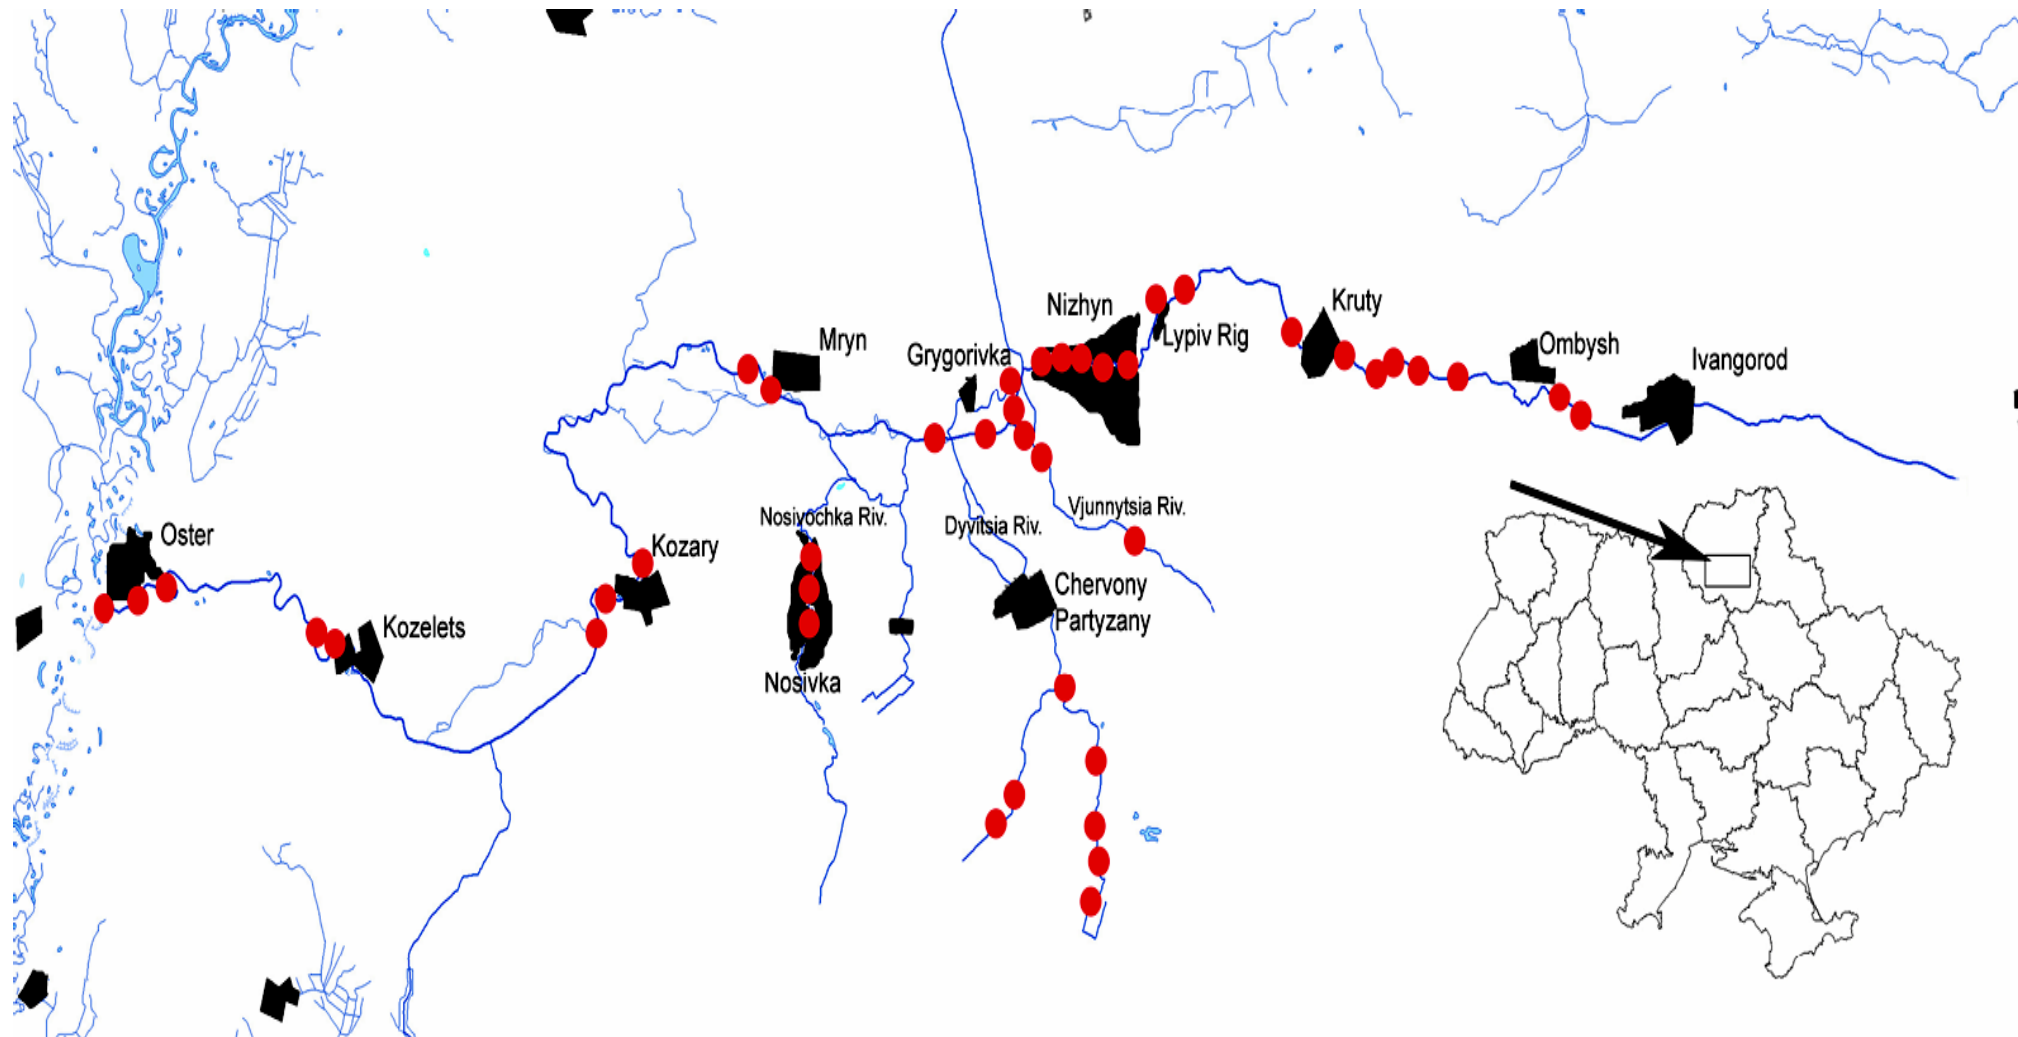 Nizhyn
Kruty
Mryn
Lypiv Rig
Grygorivka
Ombysh
Ivangorod
Oster
Kozary
Nosivochka Riv.
Dyvitsia Riv.
Vjunnytsia Riv.
Chervony
Partyzany
Kozelets
Nosivka